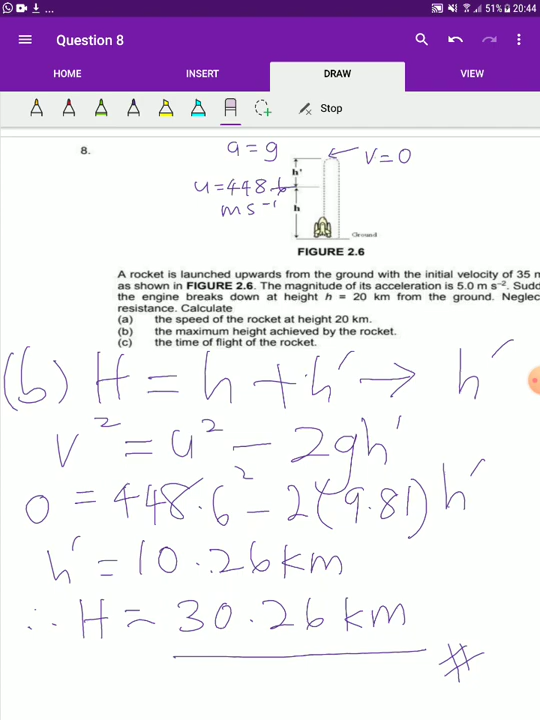 51% 20:44
Question 8
HOME INSERT DRAW VIEW
Stop
8.
a = g
v = 0
u = 448.6
m s⁻¹
h'
h
Ground
FIGURE 2.6
A rocket is launched upwards from the ground with the initial velocity of 35 m
as shown in FIGURE 2.6. The magnitude of its acceleration is 5.0 m s⁻². Sudd
the engine breaks down at height h = 20 km from the ground. Neglec
resistance. Calculate
(a) the speed of the rocket at height 20 km.
(b) the maximum height achieved by the rocket.
(c) the time of flight of the rocket.
(b) H = h + h' → h'
v² = u² − 2gh'
0 = 448.6² − 2(9.81)h'
h' = 10.26 km
∴ H = 30.26 km
#